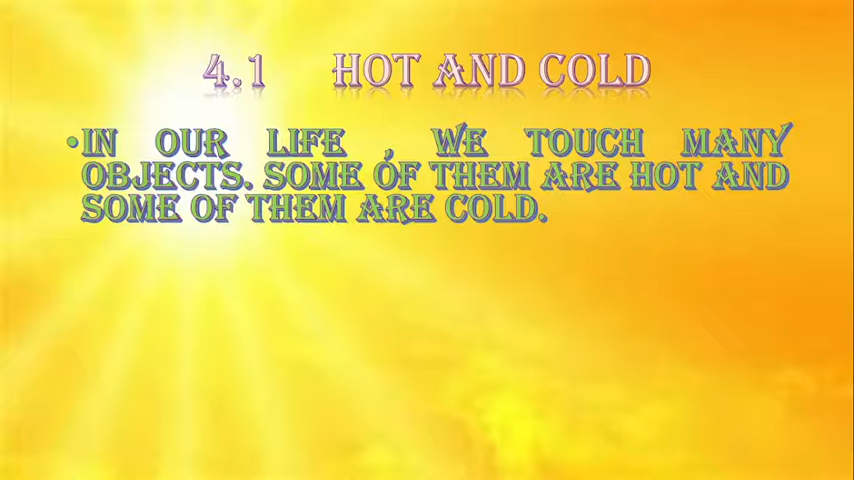 4.1 HOT AND COLD
•IN OUR LIFE , WE TOUCH MANY
OBJECTS. SOME OF THEM ARE HOT AND
SOME OF THEM ARE COLD.